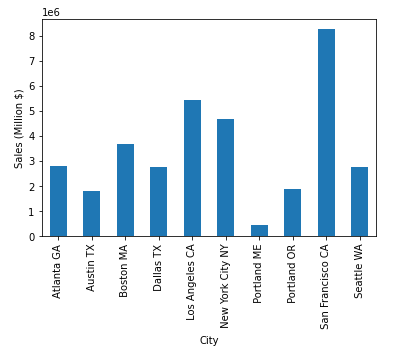 1e6
8
7
6
5
4
3
2
1
0
Sales (Million $)
Atlanta GA
Austin TX
Boston MA
Dallas TX
Los Angeles CA
New York City NY
Portland ME
Portland OR
San Francisco CA
Seattle WA
City